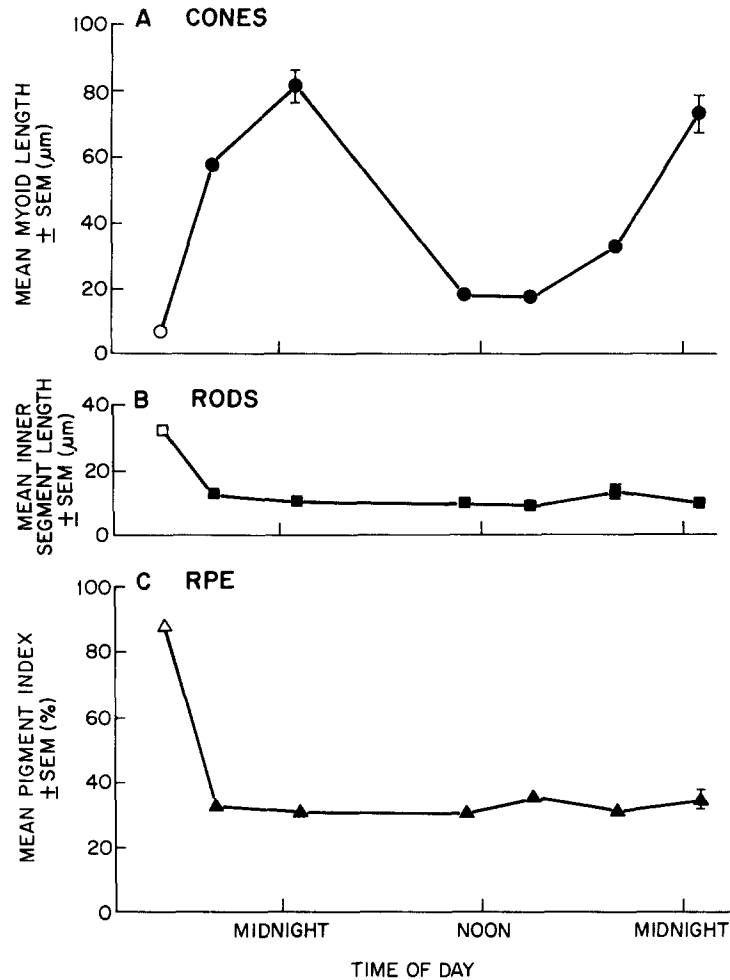 A CONES
100
80
60
40
20
0
MEAN MYOID LENGTH
± SEM (μm)
B RODS
40
20
0
MEAN INNER
SEGMENT LENGTH
± SEM (μm)
C RPE
100
80
60
40
20
0
MEAN PIGMENT INDEX
± SEM (%)
MIDNIGHT NOON MIDNIGHT
TIME OF DAY